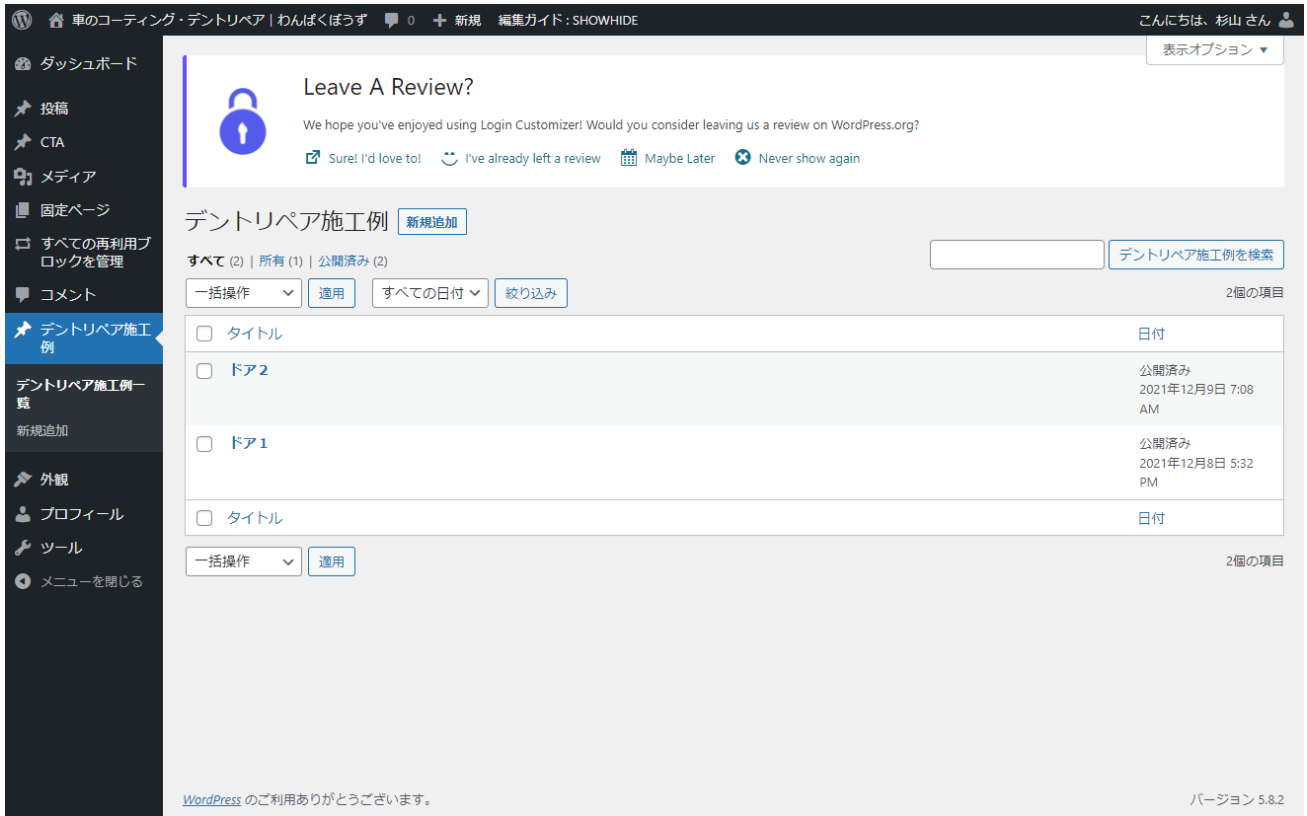 車のコーティング・デントリペア | わんぱくぼうず 0 新規 編集ガイド : SHOWHIDE こんにちは、杉山 さん
表示オプション ▼
ダッシュボード
投稿
CTA
メディア
固定ページ
すべての再利用ブ
ロックを管理
コメント
デントリペア施工
例
デントリペア施工例一
覧
新規追加
外観
プロフィール
ツール
メニューを閉じる
Leave A Review?
We hope you've enjoyed using Login Customizer! Would you consider leaving us a review on WordPress.org?
Sure! I'd love to! I've already left a review Maybe Later Never show again
デントリペア施工例 新規追加
すべて (2) | 所有 (1) | 公開済み (2)
デントリペア施工例を検索
一括操作 適用 すべての日付 絞り込み 2個の項目
タイトル 日付
ドア2 公開済み
2021年12月9日 7:08
AM
ドア1 公開済み
2021年12月8日 5:32
PM
タイトル 日付
一括操作 適用 2個の項目
WordPress のご利用ありがとうございます。 バージョン 5.8.2